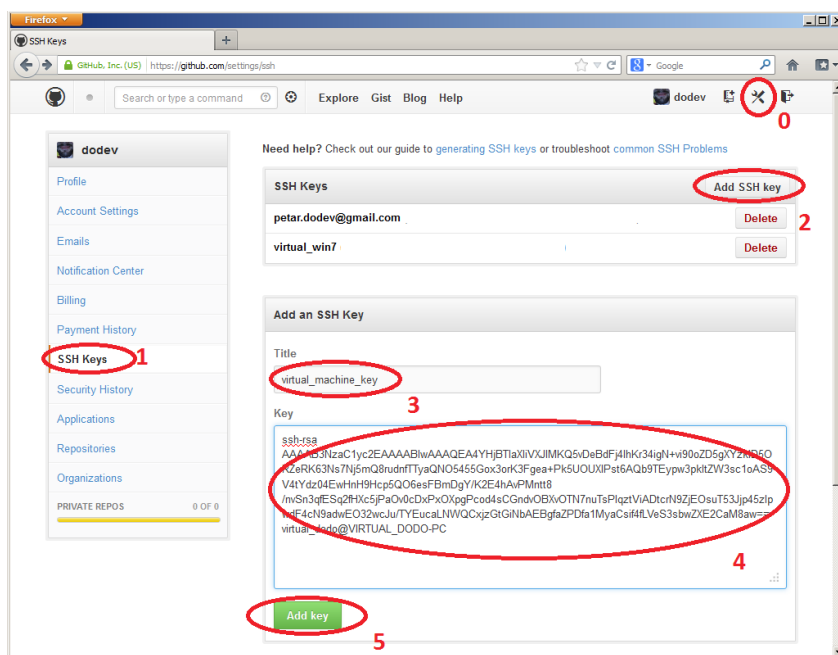 Firefox
SSH Keys
+
GitHub, Inc. (US) https://github.com/settings/ssh
Google
Search or type a command
Explore Gist Blog Help
dodev
0
dodev
Profile
Account Settings
Emails
Notification Center
Billing
Payment History
SSH Keys
1
Security History
Applications
Repositories
Organizations
PRIVATE REPOS 0 OF 0
Need help? Check out our guide to generating SSH keys or troubleshoot common SSH Problems
SSH Keys
Add SSH key
2
petar.dodev@gmail.com Delete
virtual_win7 Delete
Add an SSH Key
Title
virtual_machine_key
3
Key
ssh-rsa
virtual_dodo@VIRTUAL_DODO-PC
4
Add key
5